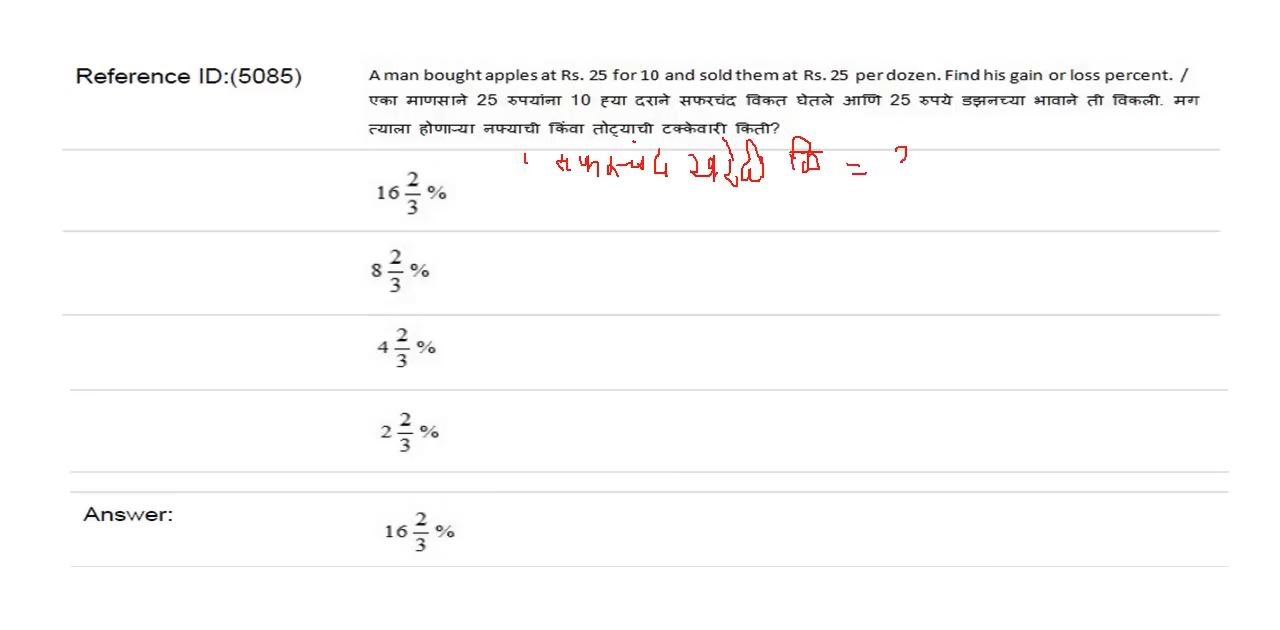 Reference ID:(5085)
A man bought apples at Rs. 25 for 10 and sold them at Rs. 25 per dozen. Find his gain or loss percent. /
एका माणसाने 25 रुपयांना 10 ह्या दराने सफरचंद विकत घेतले आणि 25 रुपये डझनच्या भावाने ती विकली. मग
त्याला होणाऱ्या नफ्याची किंवा तोट्याची टक्केवारी किती?
1 सफरचंद खरेदी कि = ?
16 2/3 %
8 2/3 %
4 2/3 %
2 2/3 %
Answer:
16 2/3 %